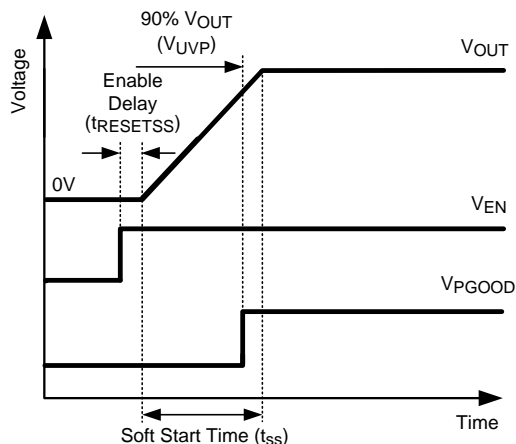 90% VOUT
(VUVP)
VOUT
Enable
Delay
(tRESETSS)
Voltage
0V
VEN
VPGOOD
Time
Soft Start Time (tss)